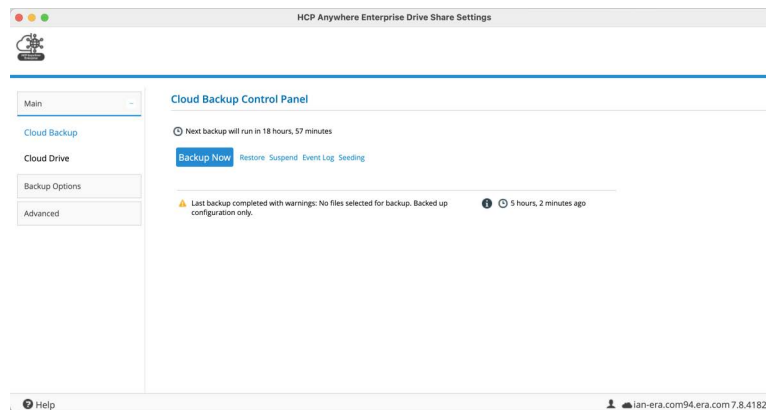 HCP Anywhere Enterprise Drive Share Settings
Main
Cloud Backup
Cloud Drive
Backup Options
Advanced
Cloud Backup Control Panel
Next backup will run in 18 hours, 57 minutes
Backup Now Restore Suspend Event Log Seeding
Last backup completed with warnings: No files selected for backup. Backed up
configuration only.
5 hours, 2 minutes ago
Help
ian-era.com94.era.com 7.8.4182